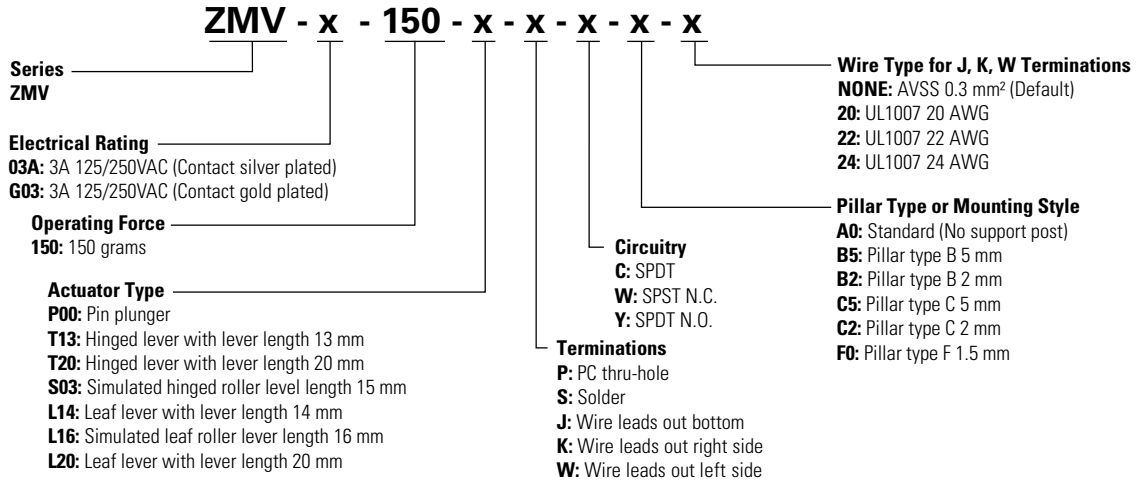 ZMV - x - 150 - x - x - x - x - x
Series
ZMV
Electrical Rating
03A: 3A 125/250VAC (Contact silver plated)
G03: 3A 125/250VAC (Contact gold plated)
Operating Force
150: 150 grams
Actuator Type
P00: Pin plunger
T13: Hinged lever with lever length 13 mm
T20: Hinged lever with lever length 20 mm
S03: Simulated hinged roller level length 15 mm
L14: Leaf lever with lever length 14 mm
L16: Simulated leaf roller lever length 16 mm
L20: Leaf lever with lever length 20 mm
Terminations
P: PC thru-hole
S: Solder
J: Wire leads out bottom
K: Wire leads out right side
W: Wire leads out left side
Circuitry
C: SPDT
W: SPST N.C.
Y: SPDT N.O.
Pillar Type or Mounting Style
A0: Standard (No support post)
B5: Pillar type B 5 mm
B2: Pillar type B 2 mm
C5: Pillar type C 5 mm
C2: Pillar type C 2 mm
F0: Pillar type F 1.5 mm
Wire Type for J, K, W Terminations
NONE: AVSS 0.3 mm² (Default)
20: UL1007 20 AWG
22: UL1007 22 AWG
24: UL1007 24 AWG